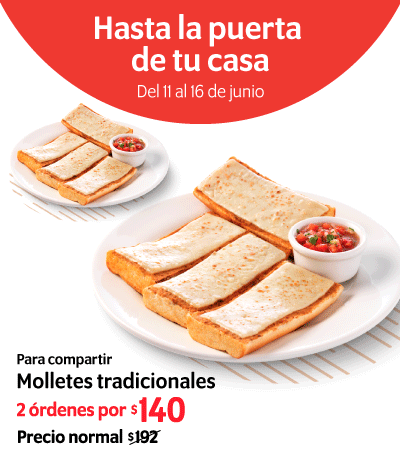 Hasta la puerta
de tu casa
Del 11 al 16 de junio
Para compartir
Molletes tradicionales
2 órdenes por $140
Precio normal $192